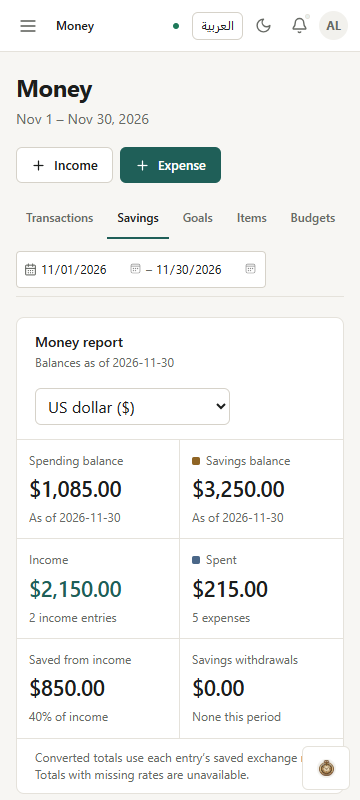 Money
العربية
AL
Money
Nov 1 – Nov 30, 2026
+ Income
+ Expense
Transactions Savings Goals Items Budgets
11/01/2026 – 11/30/2026
Money report
Balances as of 2026-11-30
US dollar ($)
Spending balance
$1,085.00
As of 2026-11-30
Savings balance
$3,250.00
As of 2026-11-30
Income
$2,150.00
2 income entries
Spent
$215.00
5 expenses
Saved from income
$850.00
40% of income
Savings withdrawals
$0.00
None this period
Converted totals use each entry's saved exchange
Totals with missing rates are unavailable.